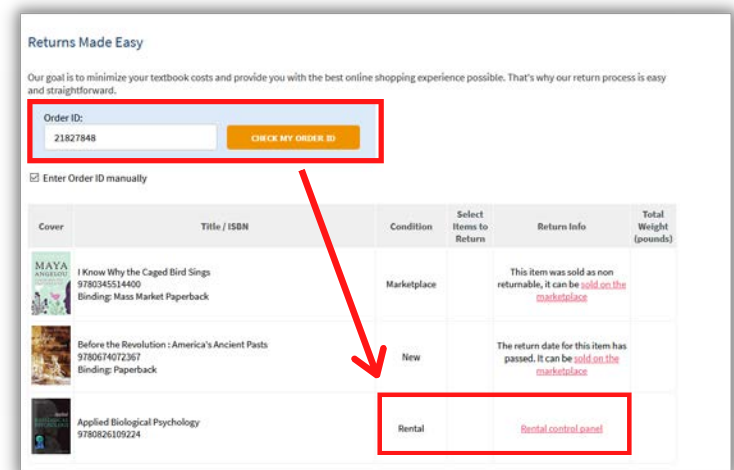 Returns Made Easy
Our goal is to minimize your textbook costs and provide you with the best online shopping experience possible. That's why our return process is easy
and straightforward.
Order ID:
21827848
CHECK MY ORDER ID
Enter Order ID manually
Cover
Title / ISBN
Condition
Select
Items to
Return
Return Info
Total
Weight
(pounds)
MAYA
ANGELOU
I Know Why the Caged Bird Sings
9780345514400
Binding: Mass Market Paperback
Marketplace
This item was sold as non
returnable, it can be sold on the
marketplace
Before the Revolution : America's Ancient Pasts
9780674072367
Binding: Paperback
New
The return date for this item has
passed. It can be sold on the
marketplace
Applied Biological Psychology
9780826109224
Rental
Rental control panel